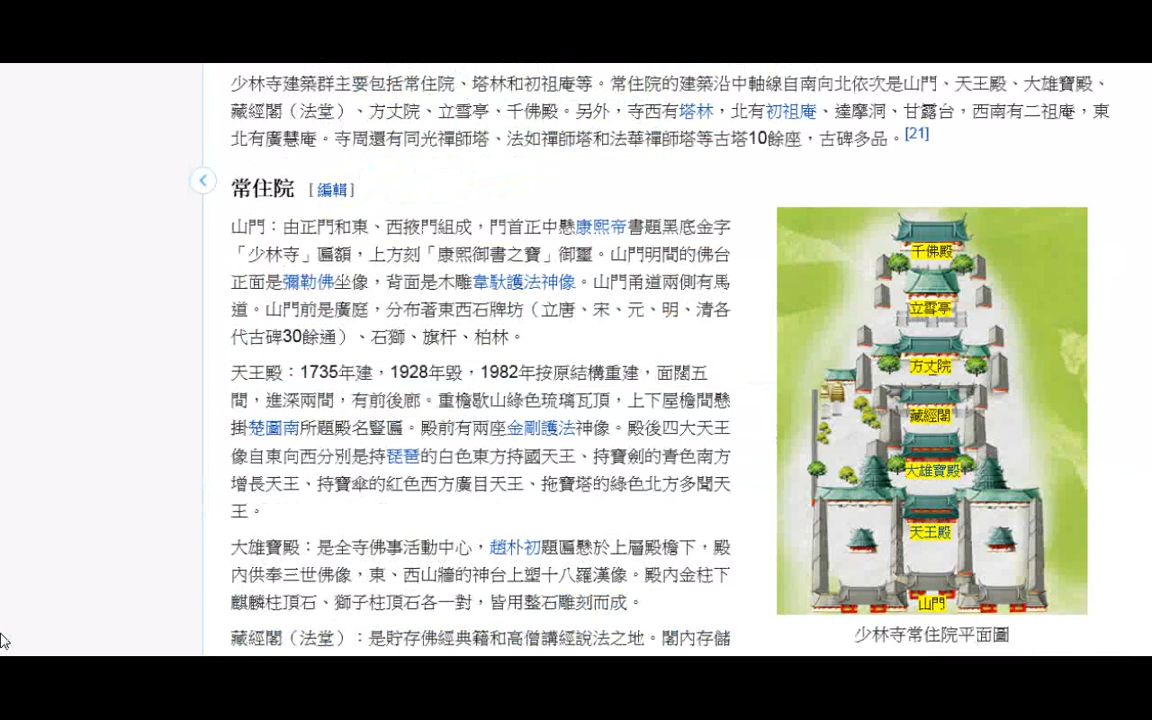 少林寺建築群主要包括常住院、塔林和初祖庵等。常住院的建築沿中軸線自南向北依次是山門、天王殿、大雄寶殿、
藏經閣（法堂）、方丈院、立雪亭、千佛殿。另外，寺西有塔林，北有初祖庵、達摩洞、甘露台，西南有二祖庵，東
北有廣慧庵。寺周還有同光禪師塔、法如禪師塔和法華禪師塔等古塔10餘座，古碑多品。[21]
常住院 [編輯]
山門：由正門和東、西掖門組成，門首正中懸康熙帝書題黑底金字
「少林寺」匾額，上方刻「康熙御書之寶」御璽。山門明間的佛台
正面是彌勒佛坐像，背面是木雕韋馱護法神像。山門甬道兩側有馬
道。山門前是廣庭，分布著東西石牌坊（立唐、宋、元、明、清各
代古碑30餘通）、石獅、旗杆、柏林。
天王殿：1735年建，1928年毀，1982年按原結構重建，面闊五
間，進深兩間，有前後廊。重檐歇山綠色琉璃瓦頂，上下屋檐間懸
掛楚圖南所題殿名豎匾。殿前有兩座金剛護法神像。殿後四大天王
像自東向西分別是持琵琶的白色東方持國天王、持寶劍的青色南方
增長天王、持寶傘的紅色西方廣目天王、拖寶塔的綠色北方多聞天
王。
大雄寶殿：是全寺佛事活動中心，趙朴初題匾懸於上層殿檐下，殿
內供奉三世佛像，東、西山牆的神台上塑十八羅漢像。殿內金柱下
麒麟柱頂石、獅子柱頂石各一對，皆用整石雕刻而成。
藏經閣（法堂）：是貯存佛經典籍和高僧講經說法之地。閣內存儲
千佛殿
立雪亭
方丈院
藏經閣
大雄寶殿
天王殿
山門
少林寺常住院平面圖